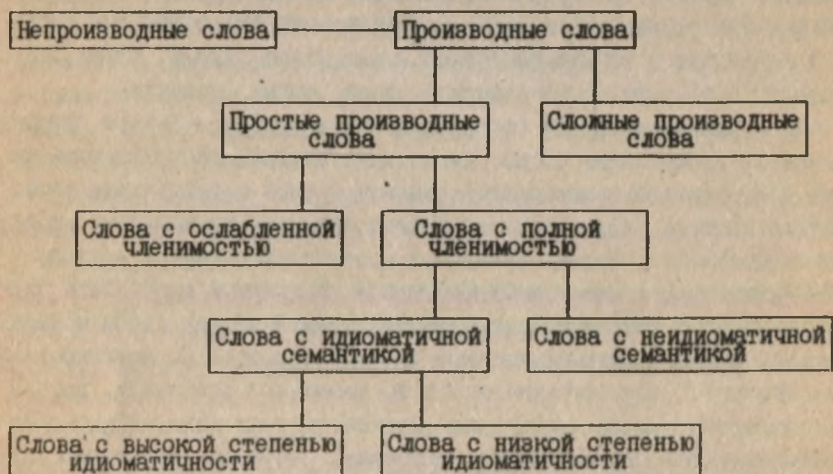 Непроизводные слова
Производные слова
Простые производные
слова
Сложные производные
слова
Слова с ослабленной
членимостью
Слова с полной
членимостью
Слова с идиоматичной
семантикой
Слова с неидиоматичной
семантикой
Слова с высокой степенью
идиоматичности
Слова с низкой степенью
идиоматичности